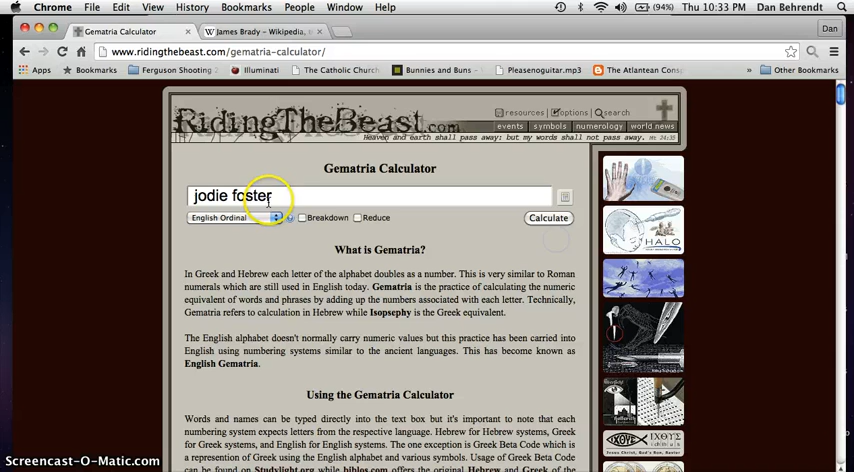 Chrome File Edit View History Bookmarks People Window Help (94%) Thu 10:33 PM Dan Behrendt
Gematria Calculator × James Brady – Wikipedia, × Dan
www.ridingthebeast.com/gematria-calculator/
Apps Bookmarks Ferguson Shooting Illuminati The Catholic Church Bunnies and Buns - Pleasenoguitar.mp3 The Atlantean Cons » Other Bookmarks
resources options search
RidingTheBeast.com
events symbols numerology world news
Heaven and earth shall pass away: but my words shall not pass away. Mt 24:35
Gematria Calculator
jodie foster
English Ordinal Breakdown Reduce Calculate
What is Gematria?
In Greek and Hebrew each letter of the alphabet doubles as a number. This is very similar to Roman
numerals which are still used in English today. Gematria is the practice of calculating the numeric
equivalent of words and phrases by adding up the numbers associated with each letter. Technically,
Gematria refers to calculation in Hebrew while Isopsephy is the Greek equivalent.
The English alphabet doesn't normally carry numeric values but this practice has been carried into
English using numbering systems similar to the ancient languages. This has become known as
English Gematria.
Using the Gematria Calculator
Words and names can be typed directly into the text box but it's important to note that each
numbering system expects letters from the respective language. Hebrew for Hebrew systems, Greek
for Greek systems, and English for English systems. The one exception is Greek Beta Code which is
a representation of Greek using the English alphabet and various symbols. Usage of Greek Beta Code
can be found on Studylight.org while biblos.com offers the original Hebrew and Greek of the
HALO
ΙΧΘΥΣ
Screencast-O-Matic.com